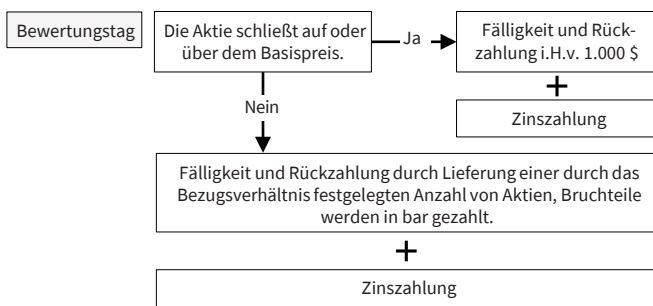 Bewertungstag
Die Aktie schließt auf oder
über dem Basispreis.
Ja
Fälligkeit und Rück-
zahlung i.H.v. 1.000 $
+
Zinszahlung
Nein
Fälligkeit und Rückzahlung durch Lieferung einer durch das
Bezugsverhältnis festgelegten Anzahl von Aktien, Bruchteile
werden in bar gezahlt.
+
Zinszahlung